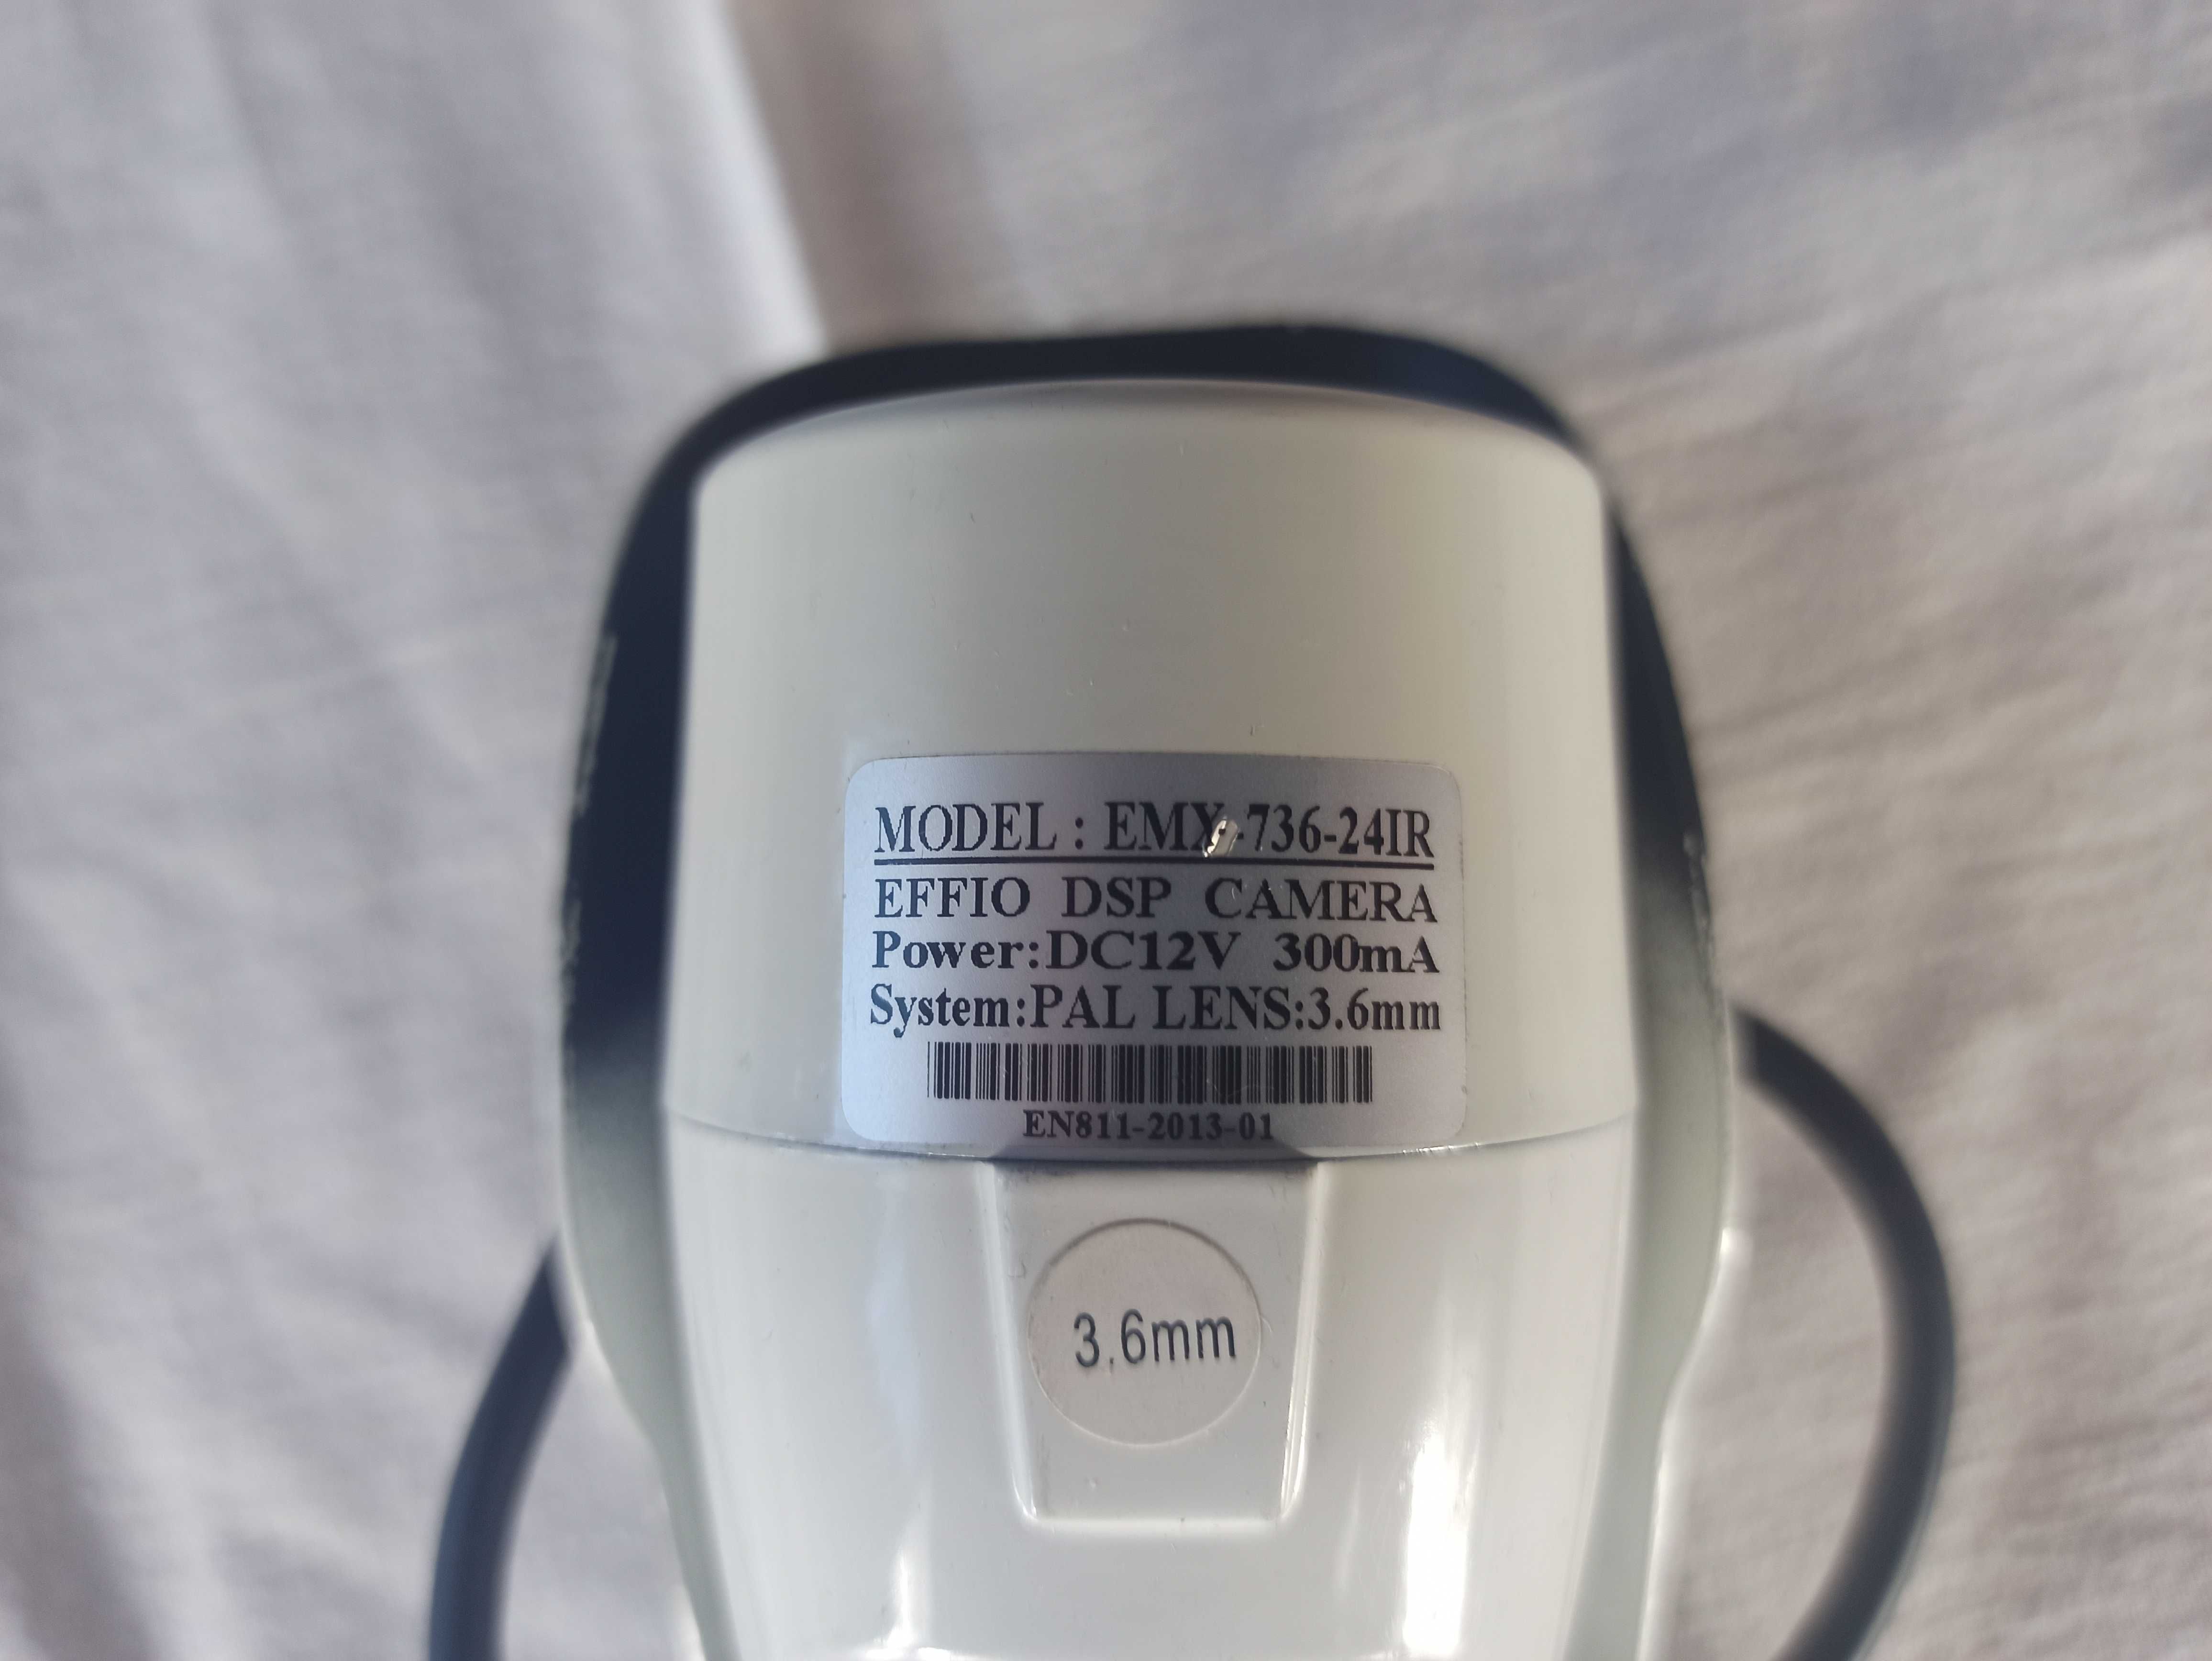 MODEL : EMX-736-24IR
EFFIO DSP CAMERA
Power:DC12V 300mA
System:PAL LENS:3.6mm
EN811-2013-01
3.6mm